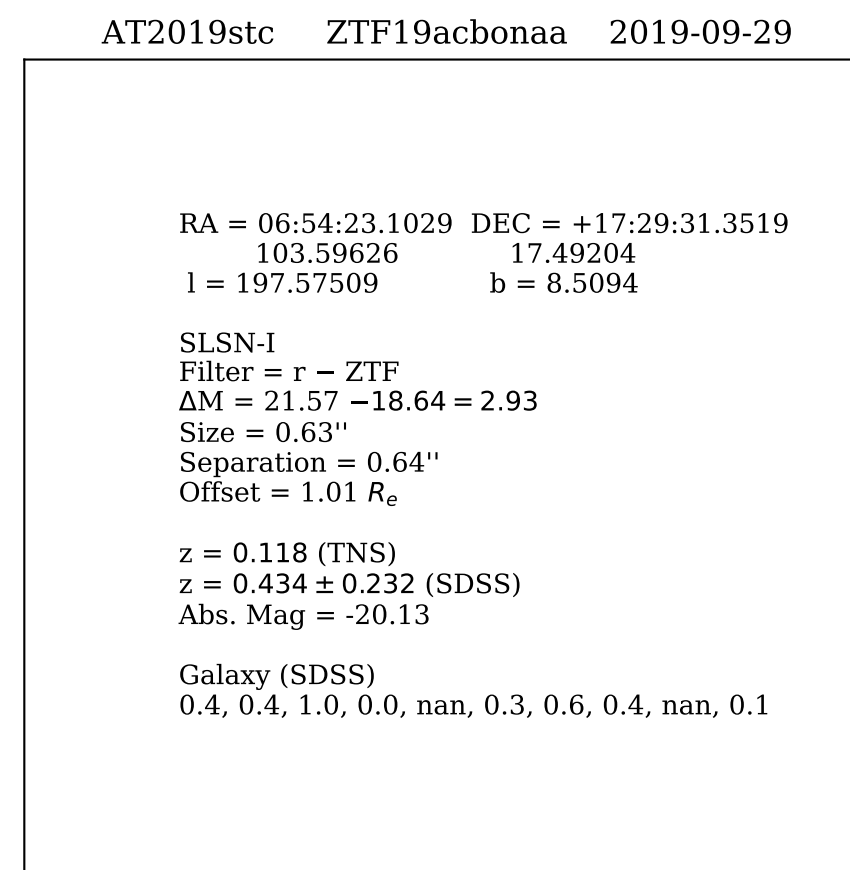 AT2019stc ZTF19acbonaa 2019-09-29
RA = 06:54:23.1029 DEC = +17:29:31.3519
103.59626 17.49204
l = 197.57509 b = 8.5094
SLSN-I
Filter = r − ZTF
ΔM = 21.57 −18.64 = 2.93
Size = 0.63''
Separation = 0.64''
Offset = 1.01 Re
z = 0.118 (TNS)
z = 0.434 ± 0.232 (SDSS)
Abs. Mag = -20.13
Galaxy (SDSS)
0.4, 0.4, 1.0, 0.0, nan, 0.3, 0.6, 0.4, nan, 0.1